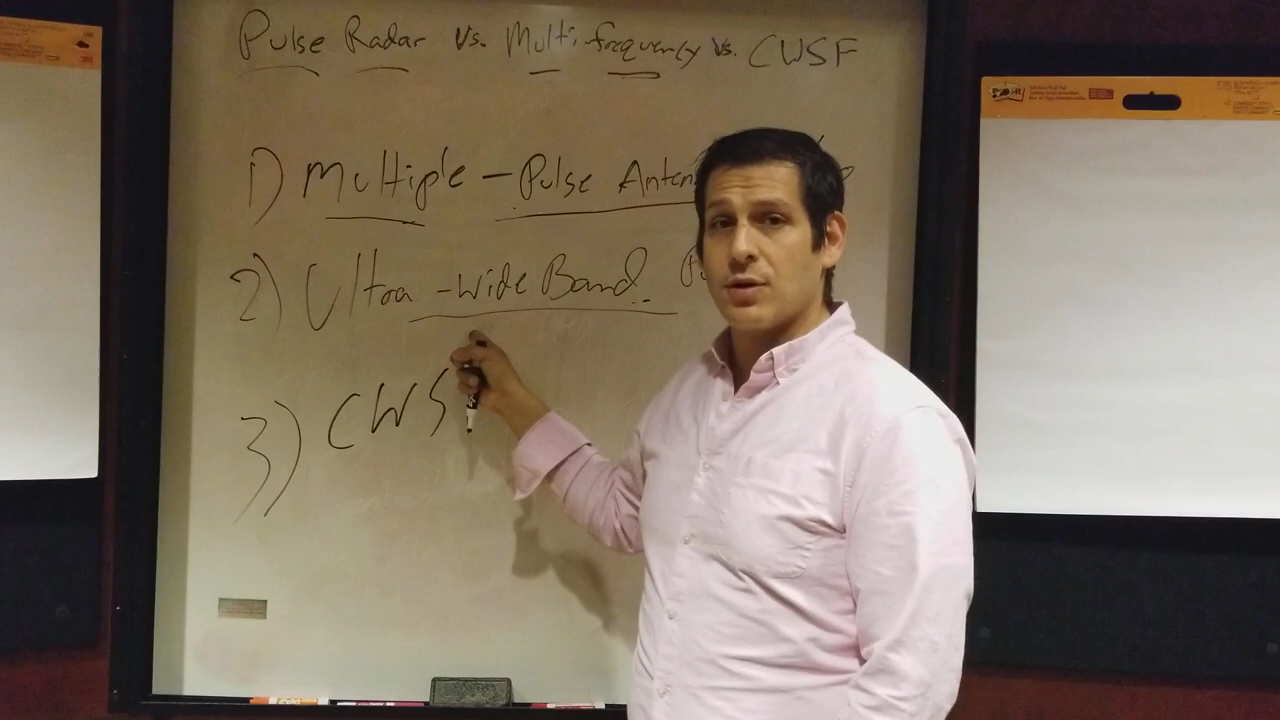 Pulse Radar vs. Multi-frequency vs. CWSF
1) Multiple - Pulse Anten
2) Ultra-wide Band
3) CWS